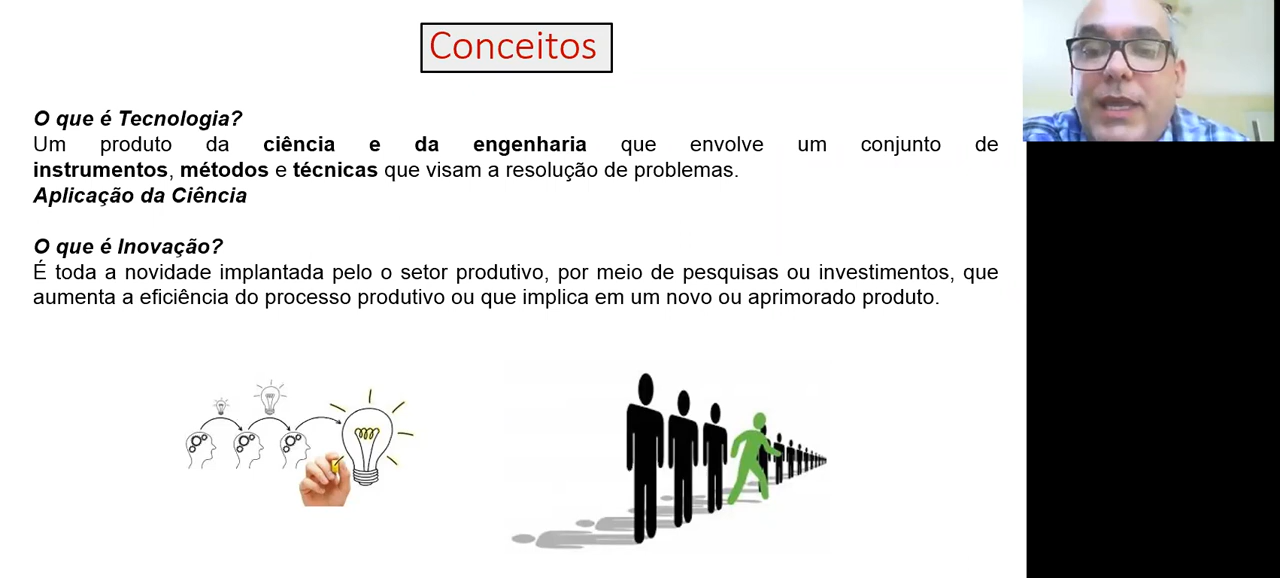 Conceitos
O que é Tecnologia?
Um produto da ciência e da engenharia que envolve um conjunto de
instrumentos, métodos e técnicas que visam a resolução de problemas.
Aplicação da Ciência
O que é Inovação?
É toda a novidade implantada pelo o setor produtivo, por meio de pesquisas ou investimentos, que
aumenta a eficiência do processo produtivo ou que implica em um novo ou aprimorado produto.